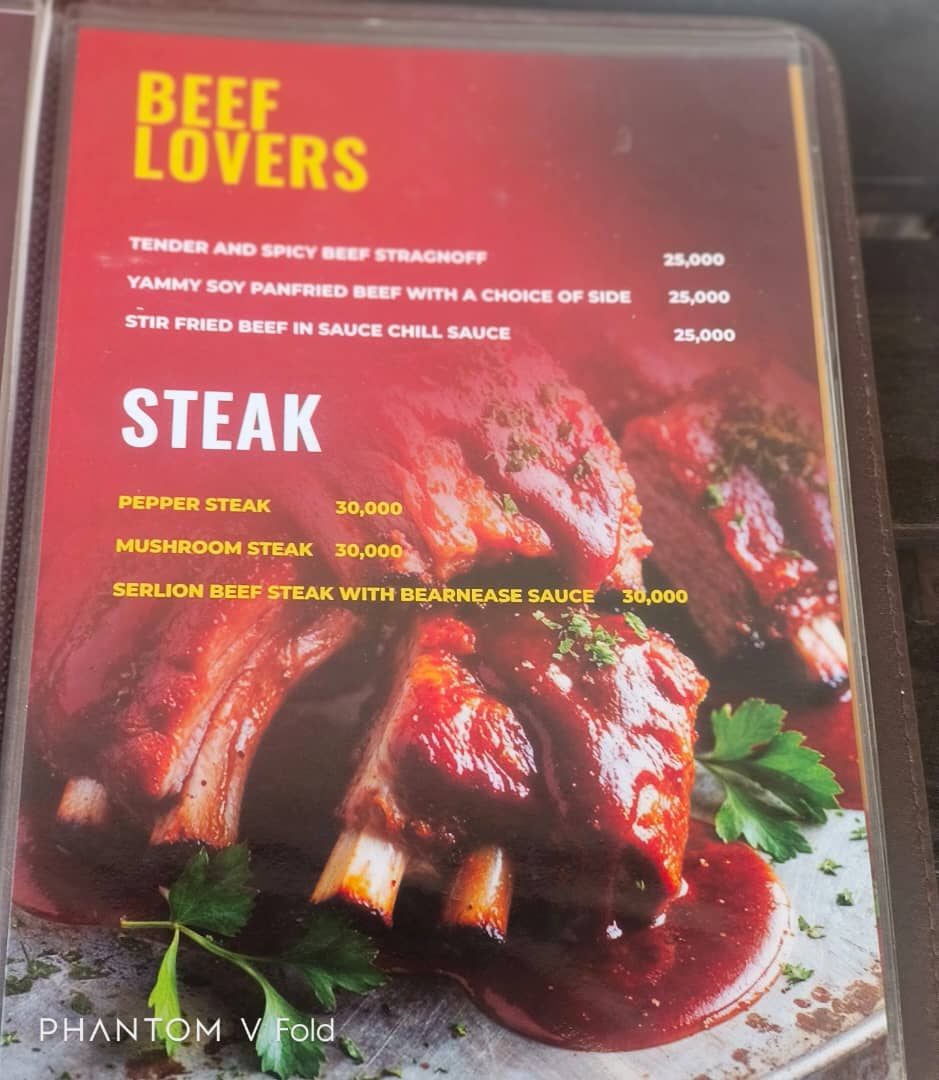 BEEF
LOVERS
TENDER AND SPICY BEEF STRAGNOFF 25,000
YAMMY SOY PANFRIED BEEF WITH A CHOICE OF SIDE 25,000
STIR FRIED BEEF IN SAUCE CHILL SAUCE 25,000
STEAK
PEPPER STEAK 30,000
MUSHROOM STEAK 30,000
SERLION BEEF STEAK WITH BEARNEASE SAUCE 30,000
PHANTOM V Fold